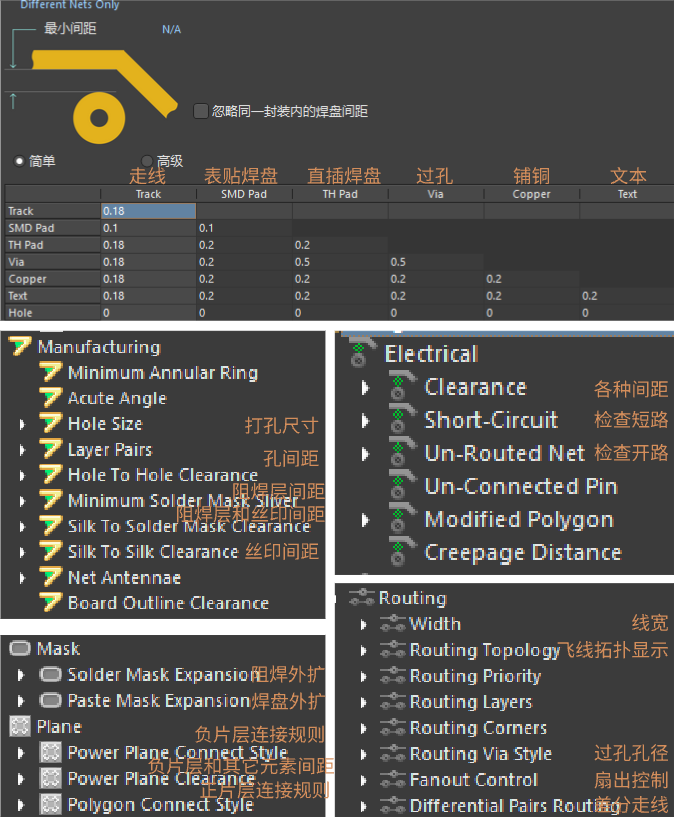 Different Nets Only
最小间距
N/A
忽略同一封装内的焊盘间距
简单
高级
走线 表贴焊盘 直插焊盘 过孔 铺铜 文本
Track SMD Pad TH Pad Via Copper Text
Track 0.18
SMD Pad 0.1 0.1
TH Pad 0.18 0.2 0.2
Via 0.18 0.2 0.5 0.5
Copper 0.18 0.2 0.2 0.2 0.2
Text 0.18 0.2 0.2 0.2 0.2 0.2
Hole 0 0 0 0 0 0
Manufacturing
Minimum Annular Ring
Acute Angle
Hole Size 打孔尺寸
Layer Pairs
孔间距
Hole To Hole Clearance
阻焊层间距
Minimum Solder Mask Sliver
阻焊层和丝印间距
Silk To Solder Mask Clearance
Silk To Silk Clearance 丝印间距
Net Antennae
Board Outline Clearance
Electrical
Clearance 各种间距
Short-Circuit 检查短路
Un-Routed Net 检查开路
Un-Connected Pin
Modified Polygon
Creepage Distance
Mask
Solder Mask Expansion 阻焊外扩
Paste Mask Expansion 焊盘外扩
Plane
负片层连接规则
Power Plane Connect Style
负片层和其它元素间距
Power Plane Clearance
正片层连接规则
Polygon Connect Style
Routing
Width 线宽
Routing Topology 飞线拓扑显示
Routing Priority
Routing Layers
Routing Corners
Routing Via Style 过孔孔径
Fanout Control 扇出控制
Differential Pairs Routing 差分走线